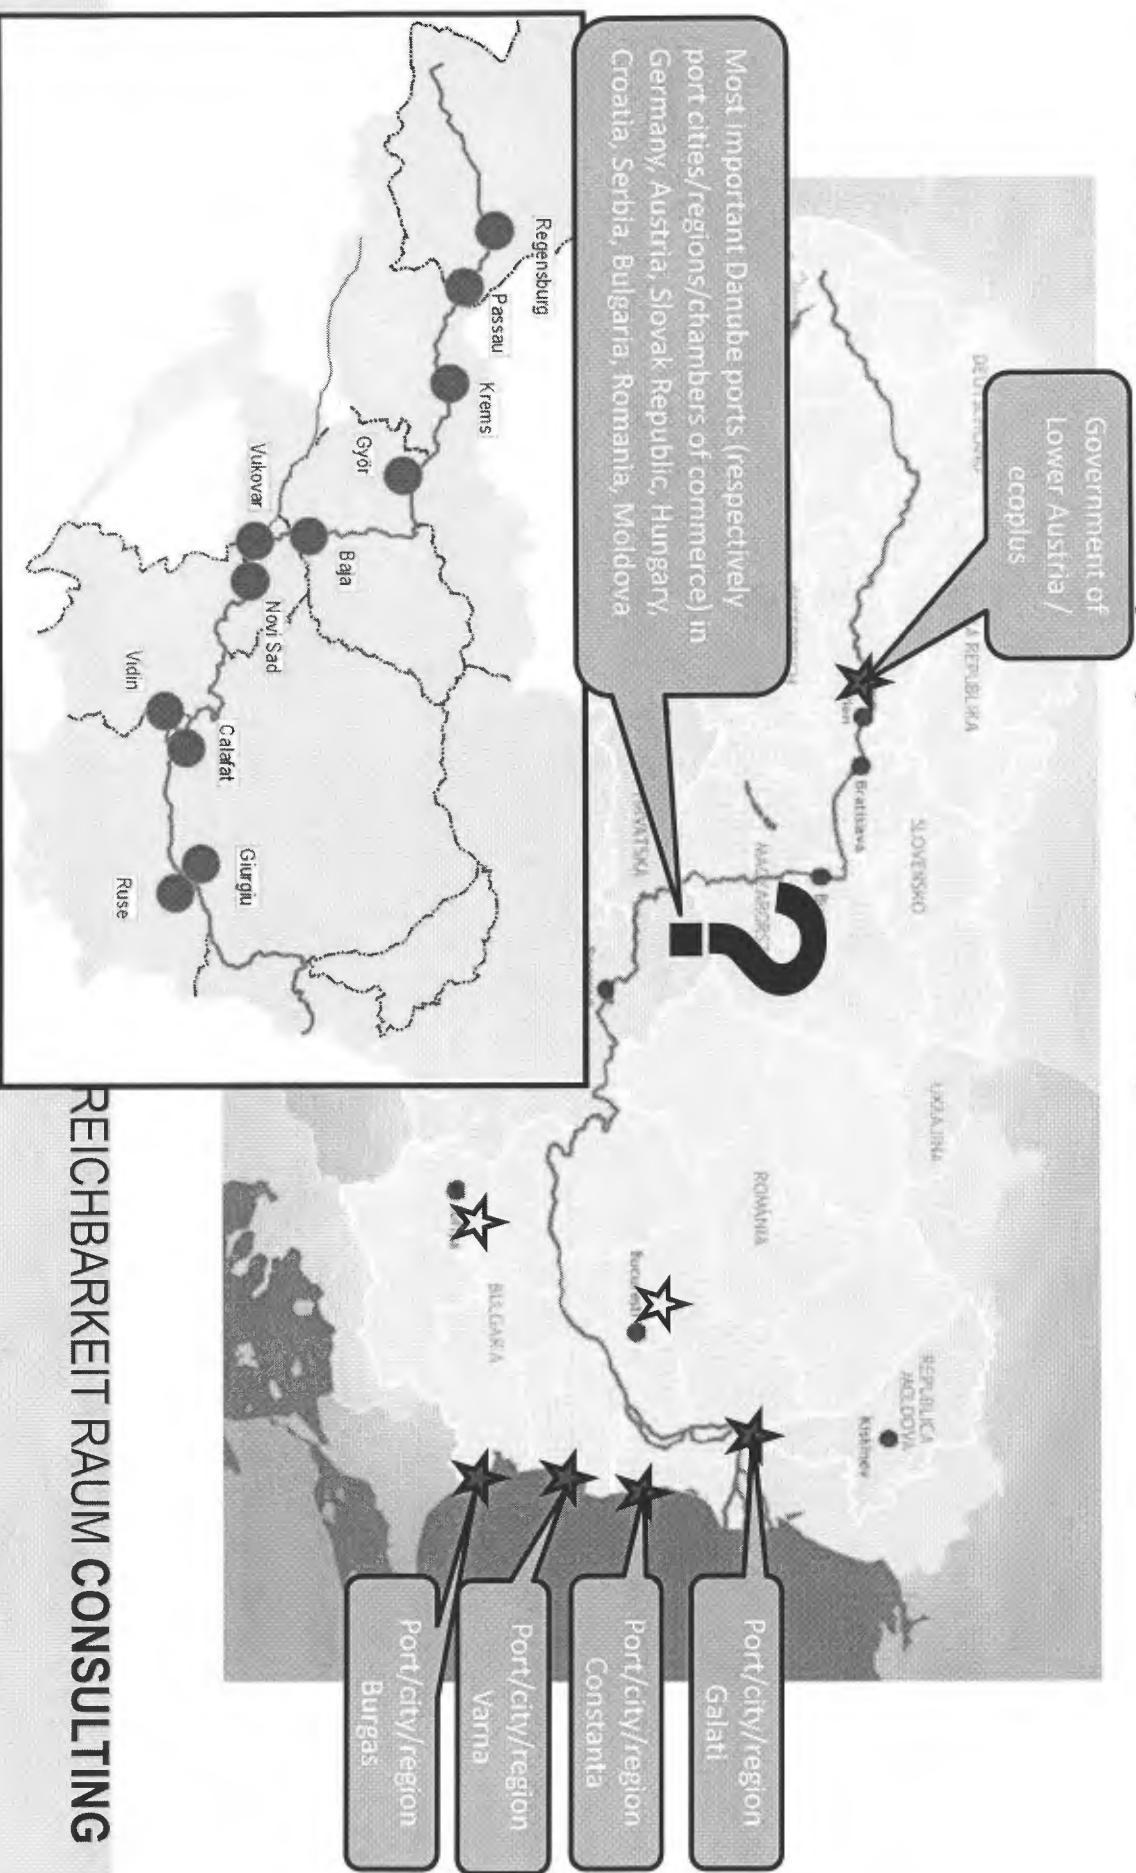 Government of
Lower Austria /
ecoplus
Most important Danube ports (respectively
port cities/regions/chambers of commerce) in
Germany, Austria, Slovak Republic, Hungary,
Croatia, Serbia, Bulgaria, Romania, Moldova
Port/city/region
Galati
Port/city/region
Constanta
Port/city/region
Varna
Port/city/region
Burgas
REPUBLIKA
SLOVENSKO
UKRAJINA
REPUBLICA
MOLDOVA
Kishinev
Bratislava
ROMÂNIA
Bucuresti
BULGARIA
?
Regensburg
Passau
Krems
Györ
Baja
Vukovar
Novi Sad
Vidin
Calafat
Giurgiu
Ruse
REICHBARKEIT RAUM CONSULTING